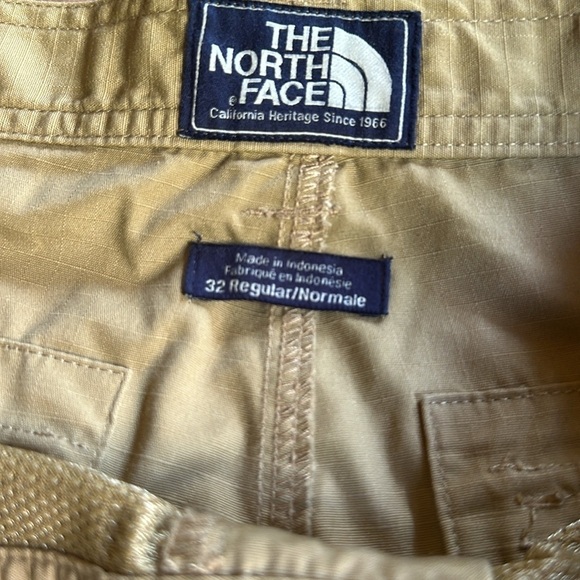 THE
NORTH
FACE
California Heritage Since 1966
Made in Indonesia
Fabriqué en Indonésie
32 Regular/Normale